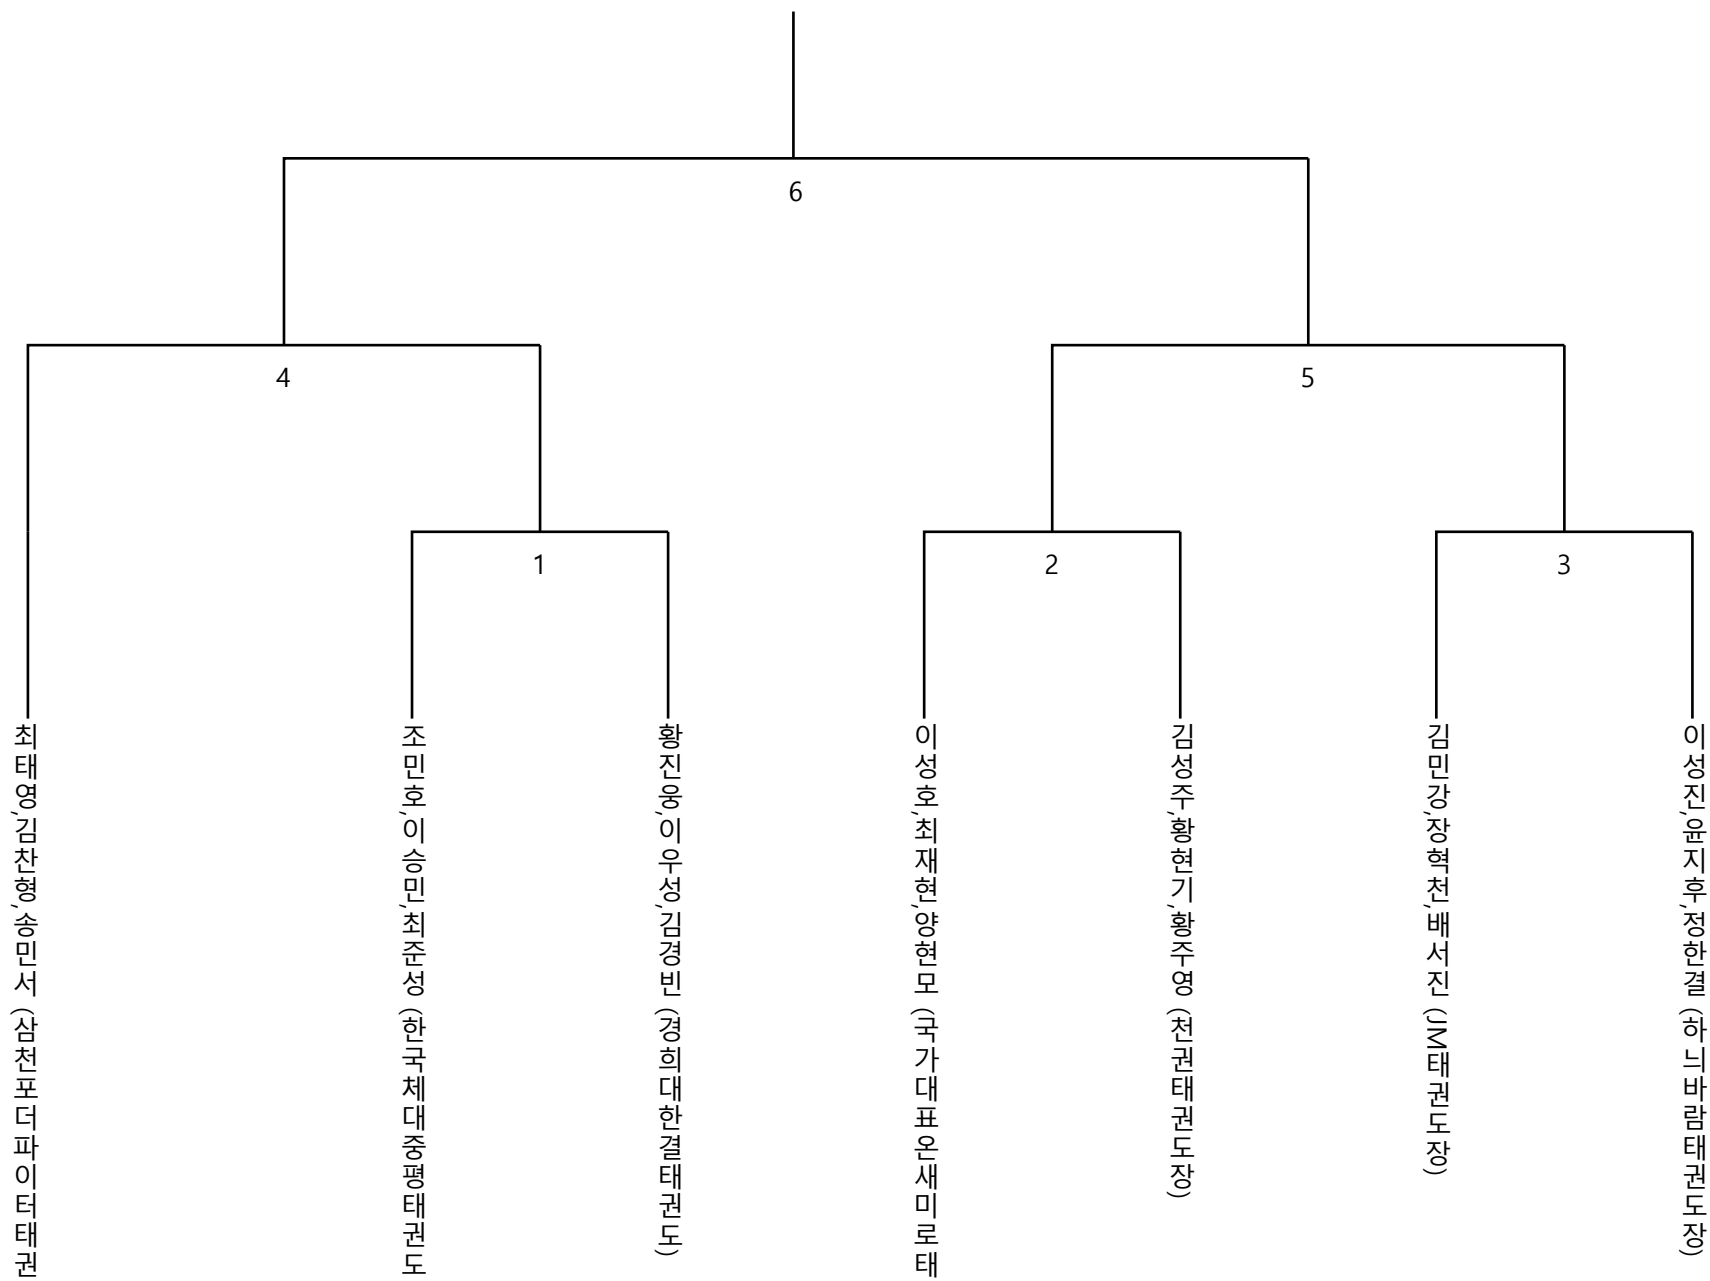 6
4
5
1
2
3
최태영,김찬형,송민서 (삼천포더파이터태권
조민호,이승민,최준성 (한국체대중평태권도
황진웅,이우성,김경빈 (경희대한결태권도)
이성호,최재현,양현모 (국가대표온새미로태
김성주,황현기,황주영 (천권태권도장)
김민강,장혁천,배서진 (JM태권도장)
이성진,윤지후,정한결 (하늬바람태권도장)